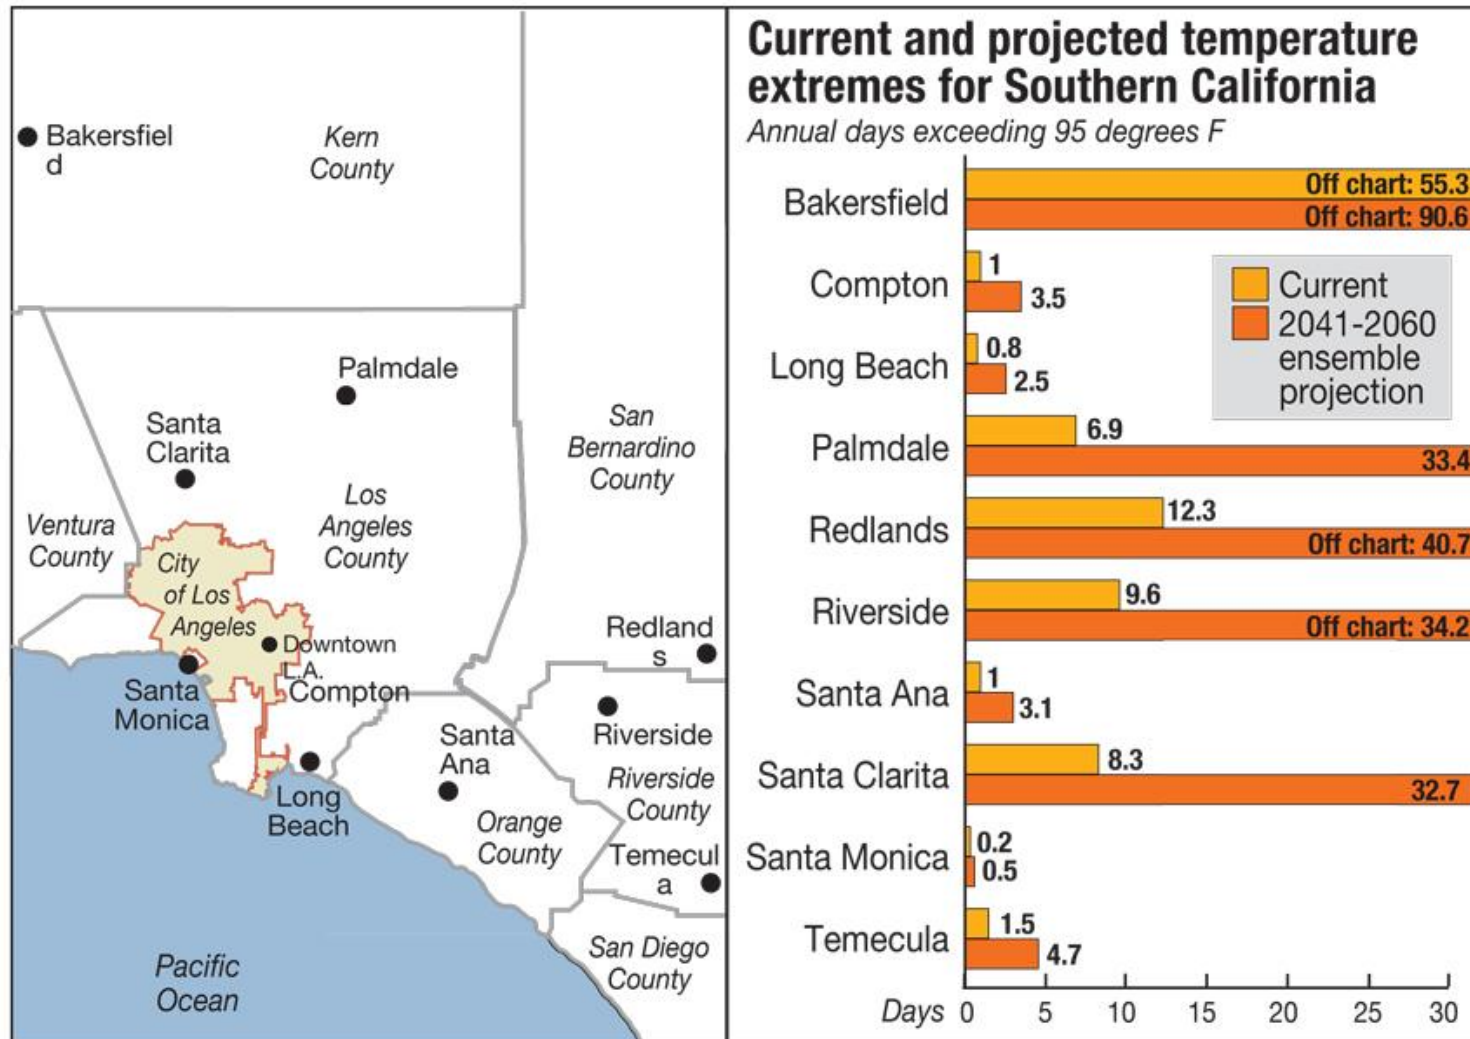 Bakersfiel
d
Kern
County
Palmdale
Santa
Clarita
San
Bernardino
County
Los
Angeles
County
Ventura
County
City
of Los
Angeles
Downtown
L.A.
Compton
Santa
Monica
Redland
s
Riverside
Santa
Ana
Riverside
County
Long
Beach
Orange
County
Temecul
a
San Diego
County
Pacific
Ocean
Current and projected temperature
extremes for Southern California
Annual days exceeding 95 degrees F
Bakersfield
Off chart: 55.3
Off chart: 90.6
Compton
1
3.5
Current
2041-2060
ensemble
projection
Long Beach
0.8
2.5
Palmdale
6.9
33.4
Redlands
12.3
Off chart: 40.7
Riverside
9.6
Off chart: 34.2
Santa Ana
1
3.1
Santa Clarita
8.3
32.7
Santa Monica
0.2
0.5
Temecula
1.5
4.7
Days 0 5 10 15 20 25 30